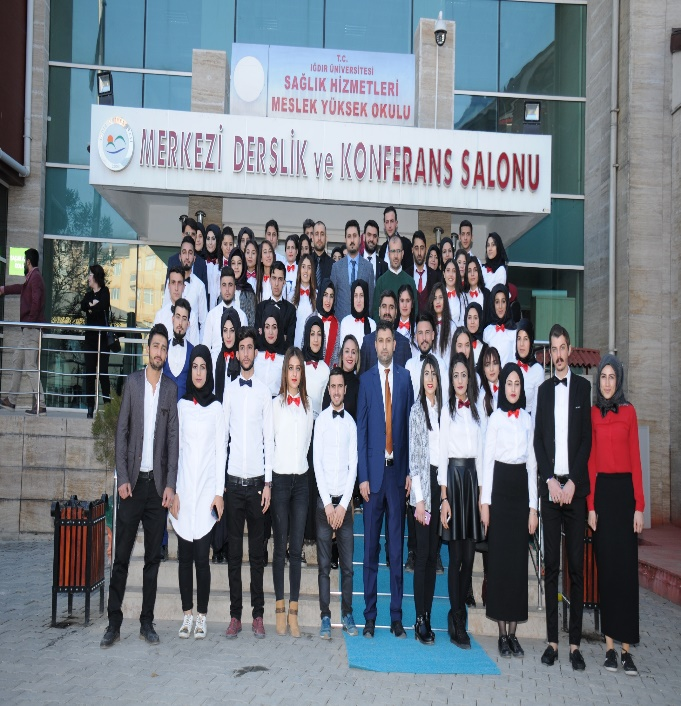 T.C.
IĞDIR ÜNİVERSİTESİ
SAĞLIK HİZMETLERİ
MESLEK YÜKSEK OKULU
MERKEZİ DERSLİK ve KONFERANS SALONU